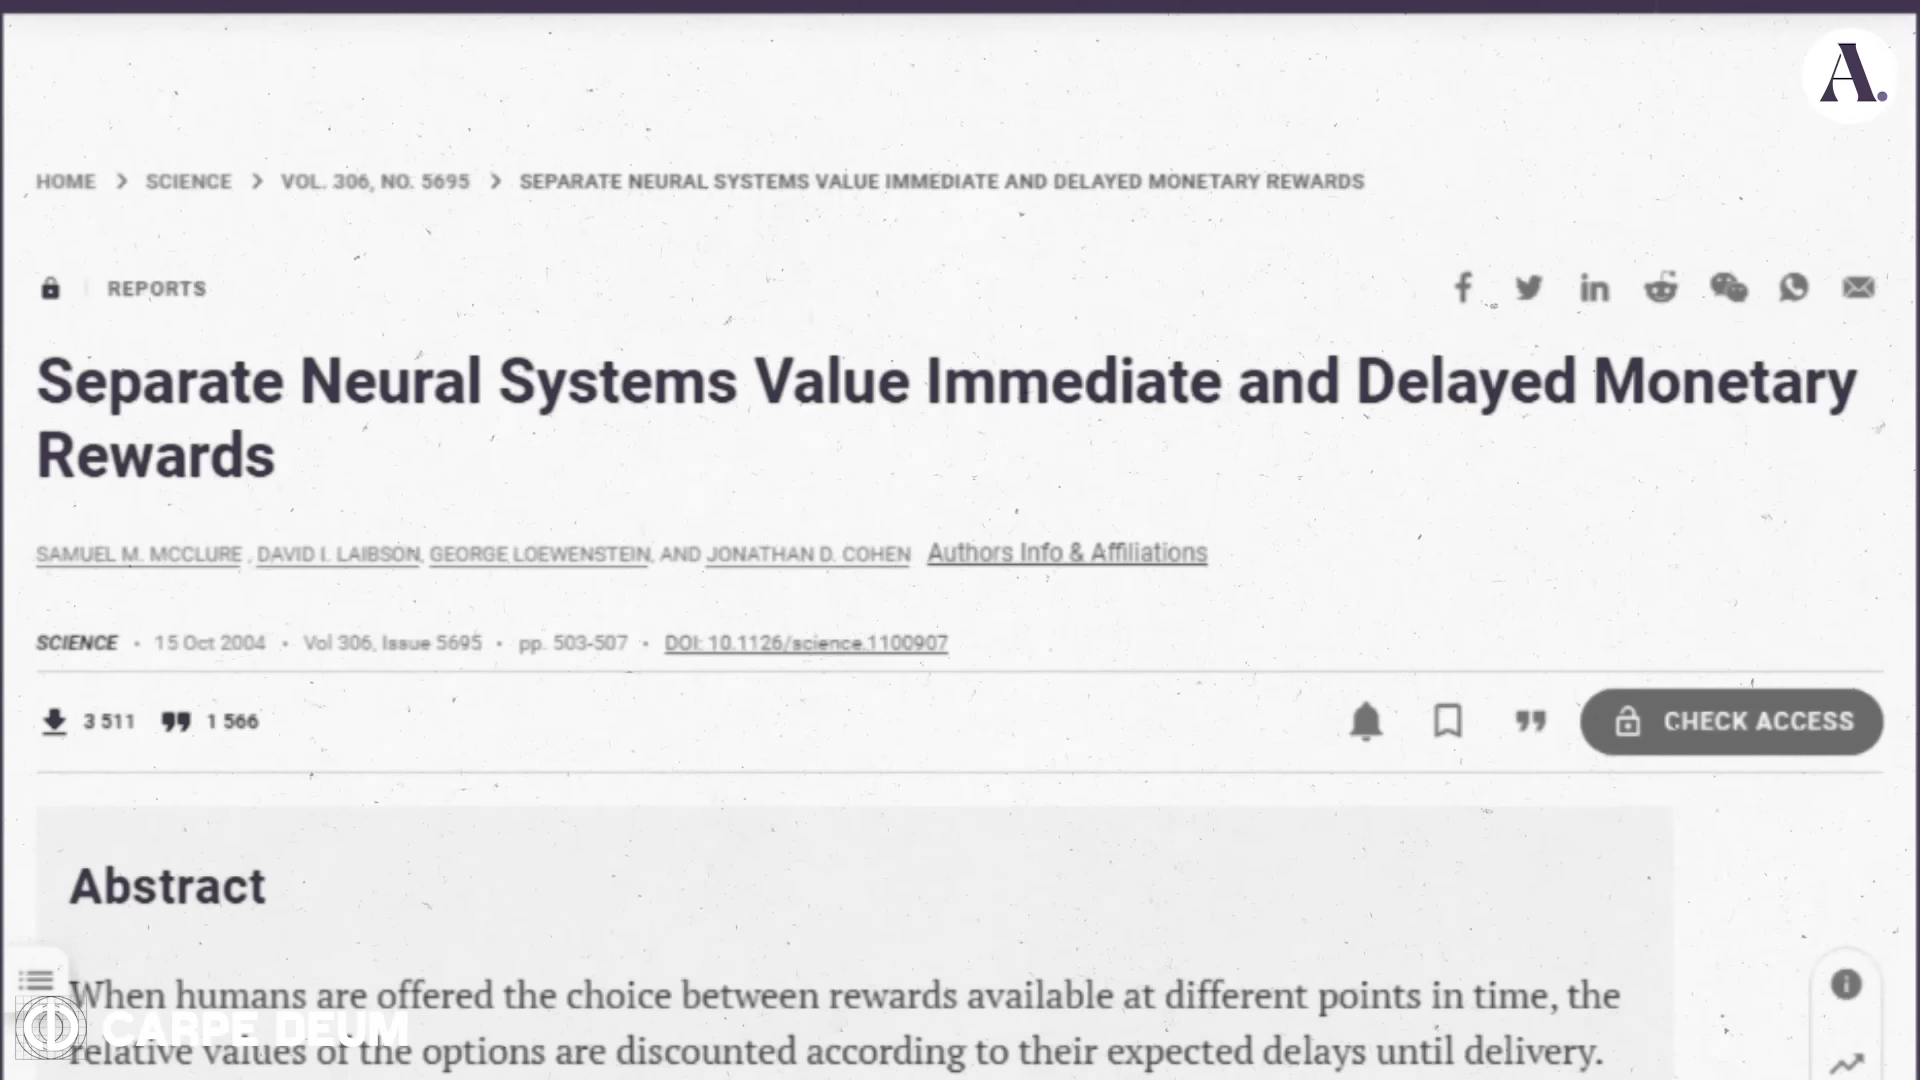 A.
HOME > SCIENCE > VOL. 306, NO. 5695 > SEPARATE NEURAL SYSTEMS VALUE IMMEDIATE AND DELAYED MONETARY REWARDS
REPORTS
Separate Neural Systems Value Immediate and Delayed Monetary
Rewards
SAMUEL M. MCCLURE , DAVID I. LAIBSON, GEORGE LOEWENSTEIN, AND JONATHAN D. COHEN Authors Info & Affiliations
SCIENCE • 15 Oct 2004 • Vol 306, Issue 5695 • pp. 503-507 • DOI: 10.1126/science.1100907
3 511 1 566
CHECK ACCESS
Abstract
When humans are offered the choice between rewards available at different points in time, the
relative values of the options are discounted according to their expected delays until delivery.
CARPE DEUM